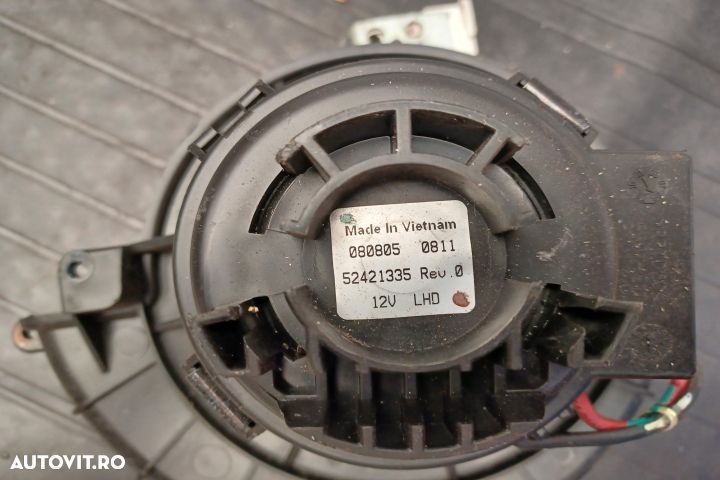 Made In Vietnam
080805 0811
52421335 Rev.0
12V LHD
AUTOVIT.RO